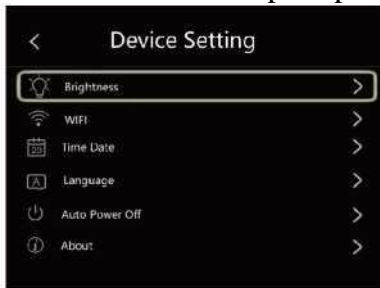 Device Setting
Brightness
WIFI
Time Date
Language
Auto Power Off
About